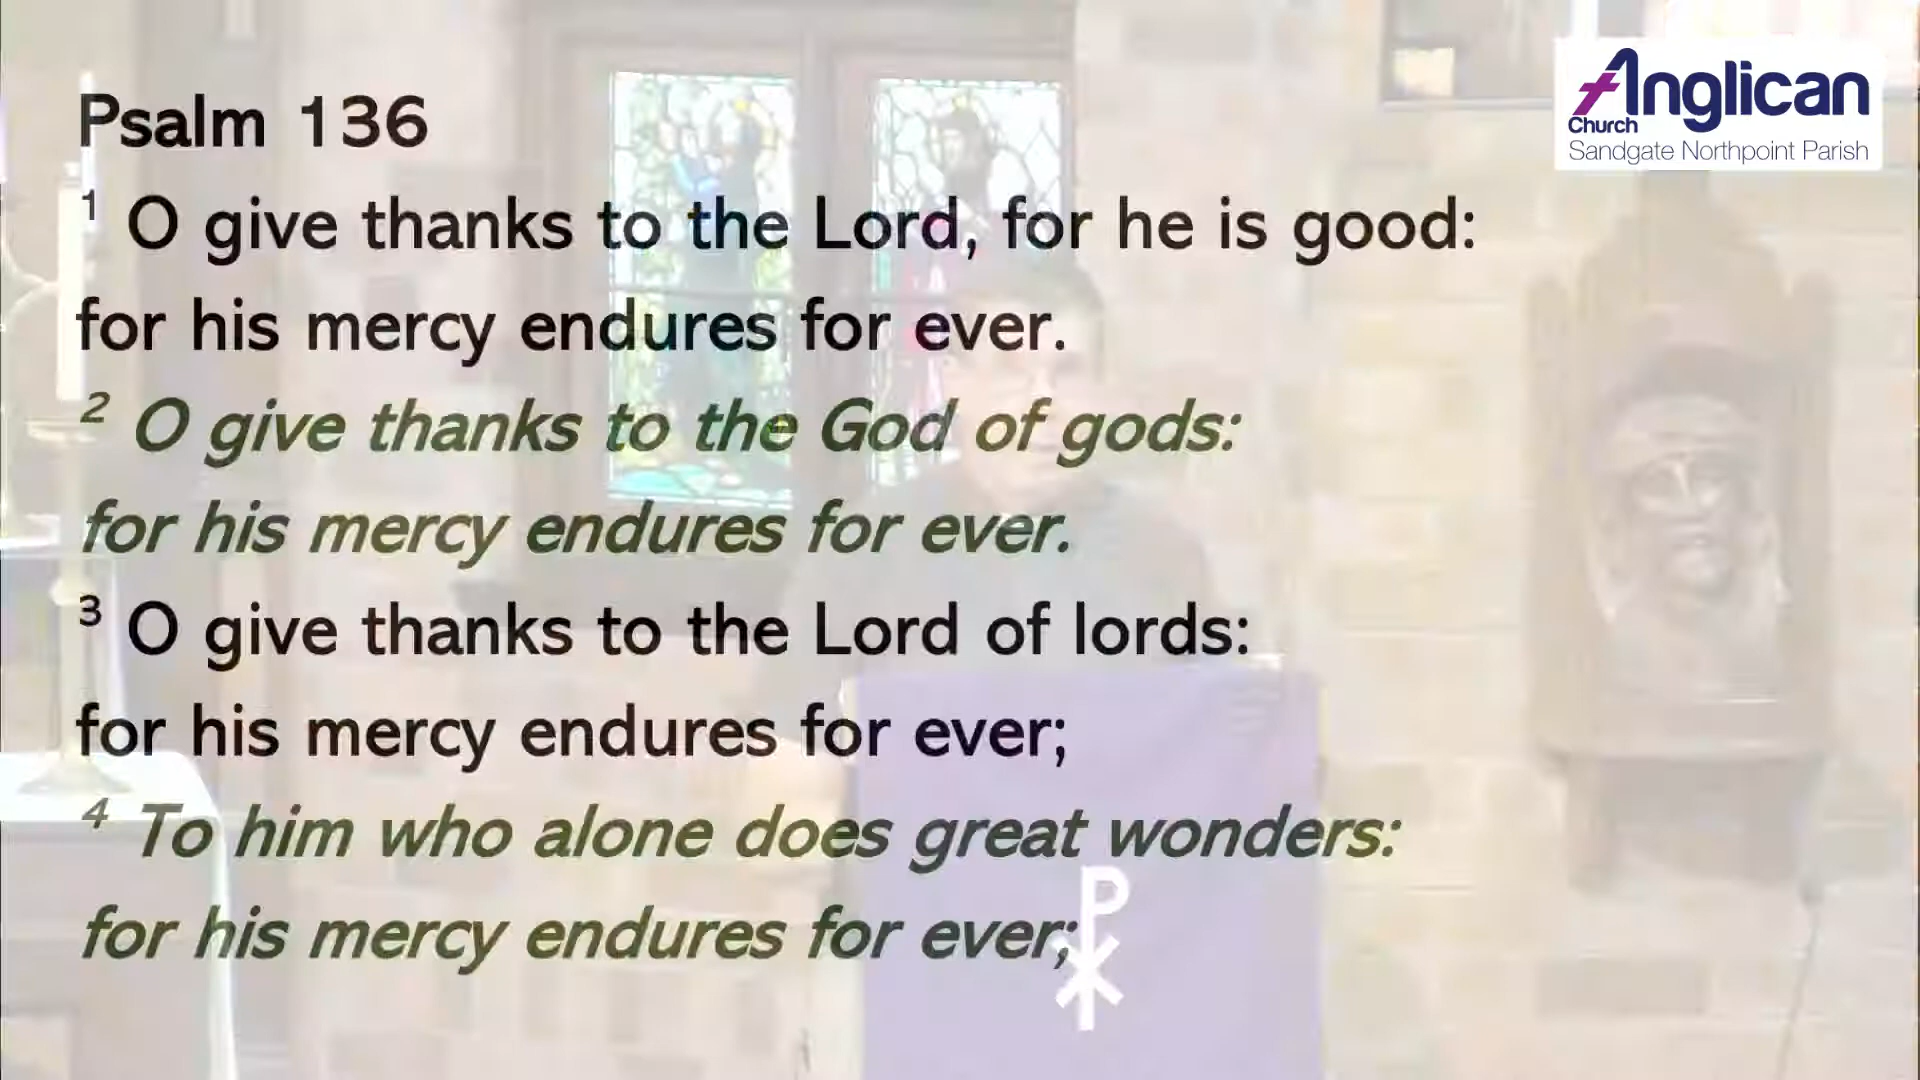 Psalm 136
1 O give thanks to the Lord, for he is good:
for his mercy endures for ever.
2 O give thanks to the God of gods:
for his mercy endures for ever.
3 O give thanks to the Lord of lords:
for his mercy endures for ever;
4 To him who alone does great wonders:
for his mercy endures for ever;
Anglican
Church
Sandgate Northpoint Parish